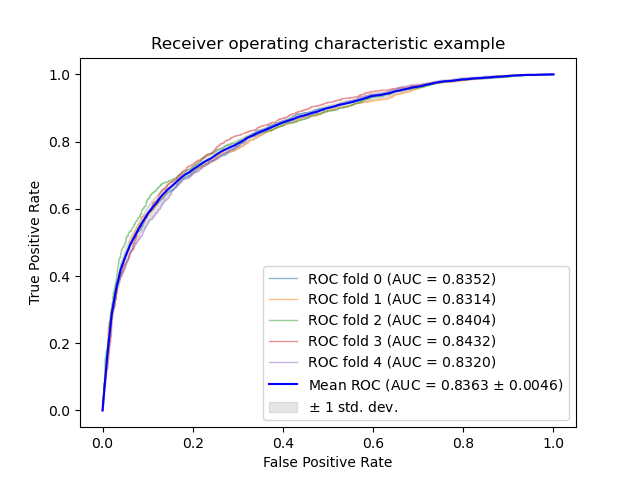 Receiver operating characteristic example
True Positive Rate
1.0
0.8
0.6
0.4
0.2
0.0
ROC fold 0 (AUC = 0.8352)
ROC fold 1 (AUC = 0.8314)
ROC fold 2 (AUC = 0.8404)
ROC fold 3 (AUC = 0.8432)
ROC fold 4 (AUC = 0.8320)
Mean ROC (AUC = 0.8363 ± 0.0046)
± 1 std. dev.
0.0 0.2 0.4 0.6 0.8 1.0
False Positive Rate